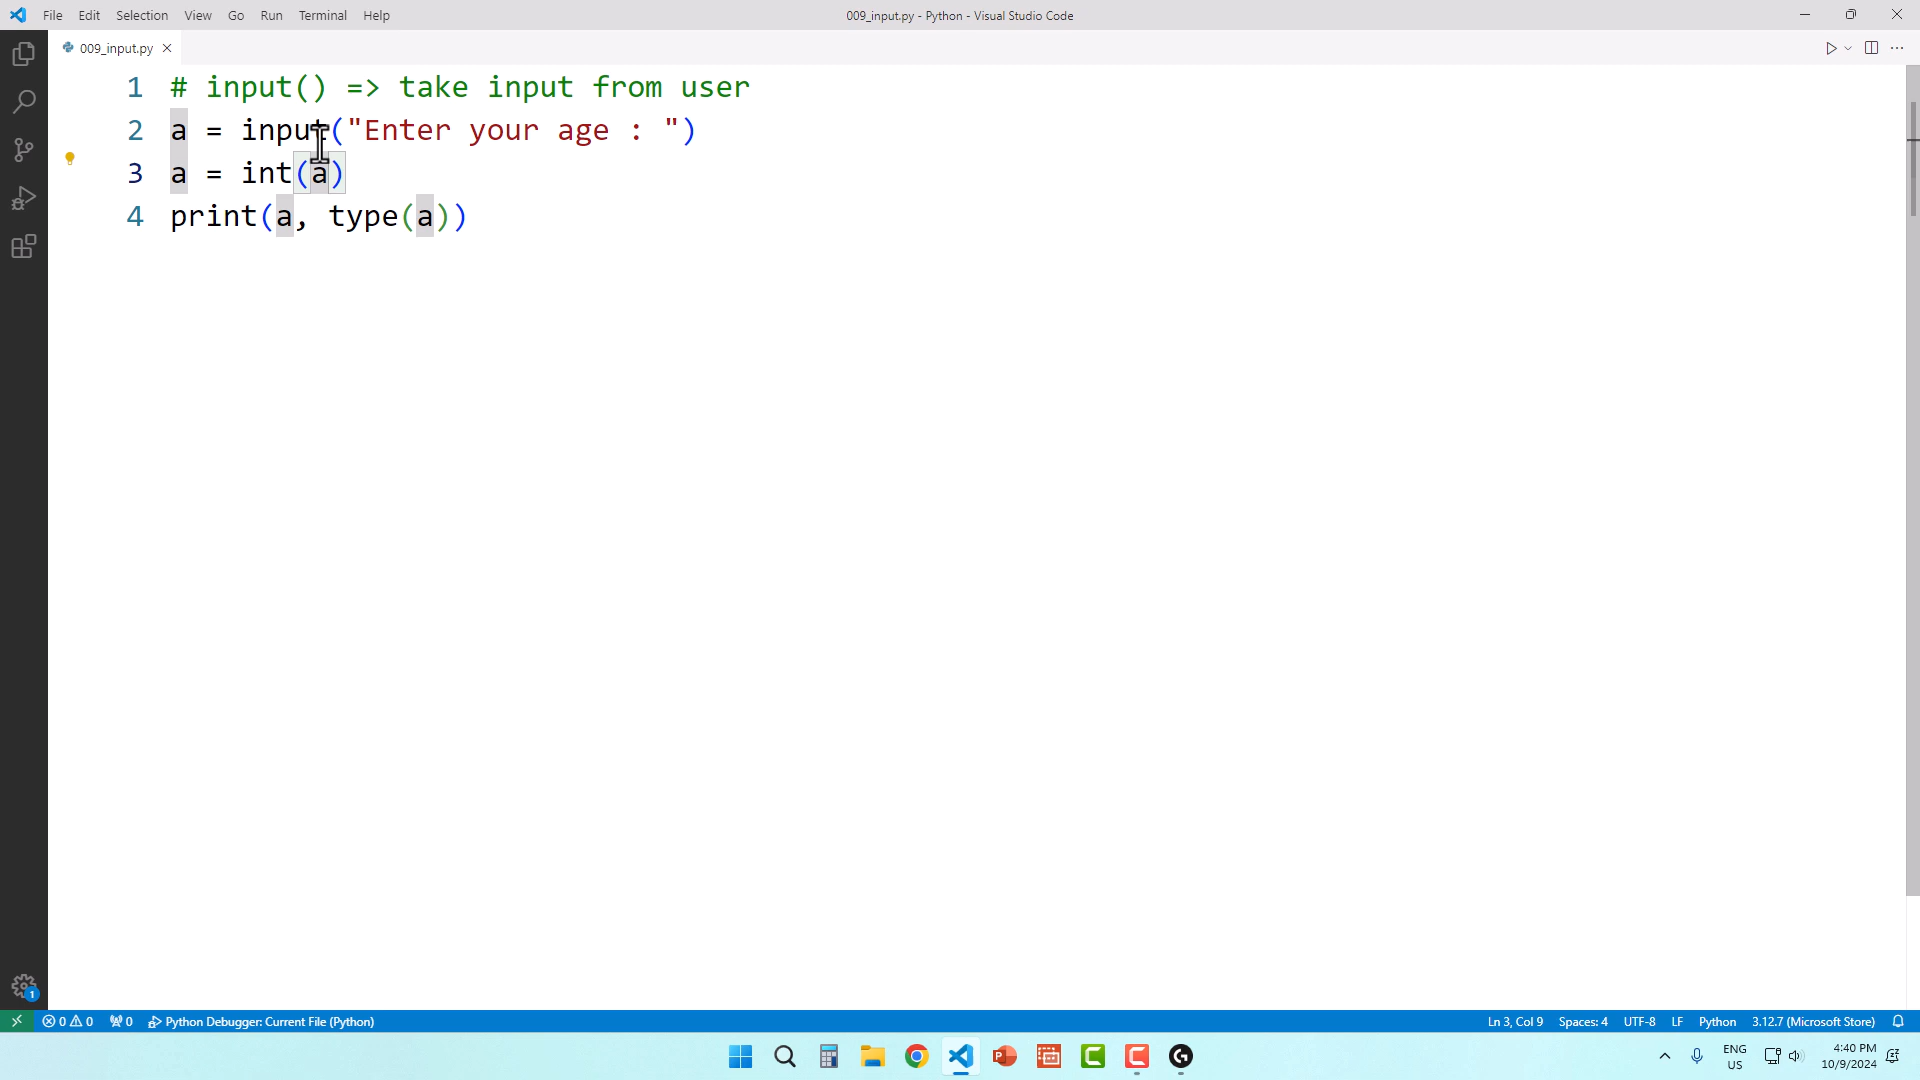 File Edit Selection View Go Run Terminal Help
009_input.py - Python - Visual Studio Code
009_input.py
1 # input() => take input from user
2 a = input("Enter your age : ")
3 a = int(a)
4 print(a, type(a))
1
0 0 0 Python Debugger: Current File (Python)
Ln 3, Col 9 Spaces: 4 UTF-8 LF Python 3.12.7 (Microsoft Store)
ENG
US
4:40 PM
10/9/2024